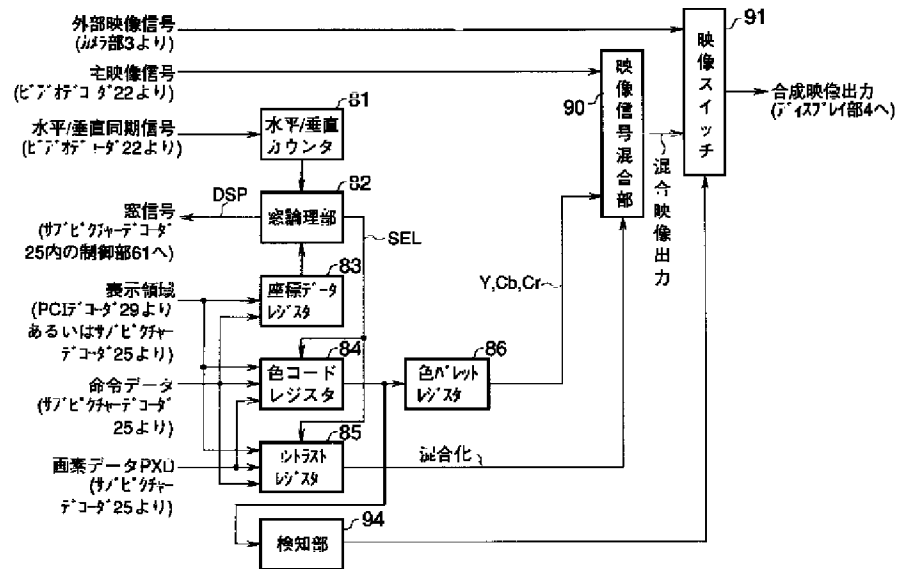 外部映像信号
(カメラ部3より)
主映像信号
(ビデオデコーダ22より)
水平/垂直同期信号
(ビデオデコーダ22より)
81
水平/垂直
カウンタ
82
窓論理部
DSP
窓信号
(サブピクチャーデコーダ
25内の制御部61へ)
SEL
83
座標データ
レジスタ
表示領域
(PCIデコーダ29より
あるいはサブピクチャー
デコーダ25より)
84
色コード
レジスタ
86
色パレット
レジスタ
Y,Cb,Cr
命令データ
(サブピクチャーデコーダ
25より)
85
コントラスト
レジスタ
混合化
画素データPXD
(サブピクチャー
デコーダ25より)
94
検知部
90
映像信号混合部
混合映像出力
91
映像スイッチ
合成映像出力
(ディスプレイ部4へ)